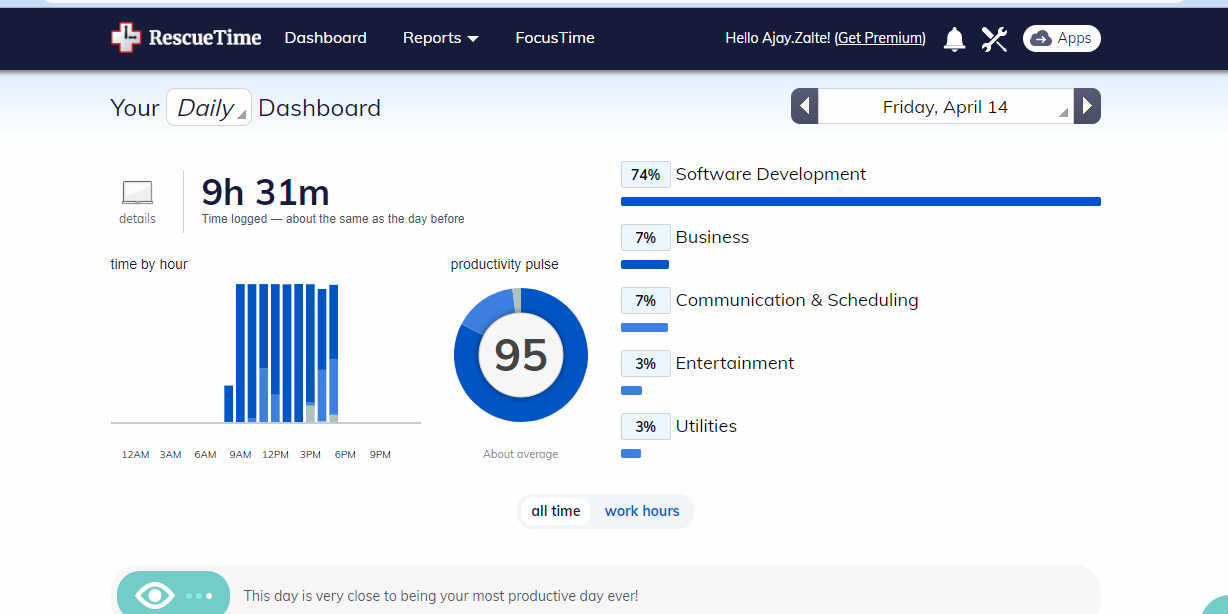 RescueTime Dashboard Reports FocusTime Hello Ajay.Zalte! (Get Premium) Apps
Your Daily Dashboard
Friday, April 14
details
9h 31m
Time logged — about the same as the day before
time by hour
12AM 3AM 6AM 9AM 12PM 3PM 6PM 9PM
productivity pulse
95
About average
74% Software Development
7% Business
7% Communication & Scheduling
3% Entertainment
3% Utilities
all time work hours
This day is very close to being your most productive day ever!